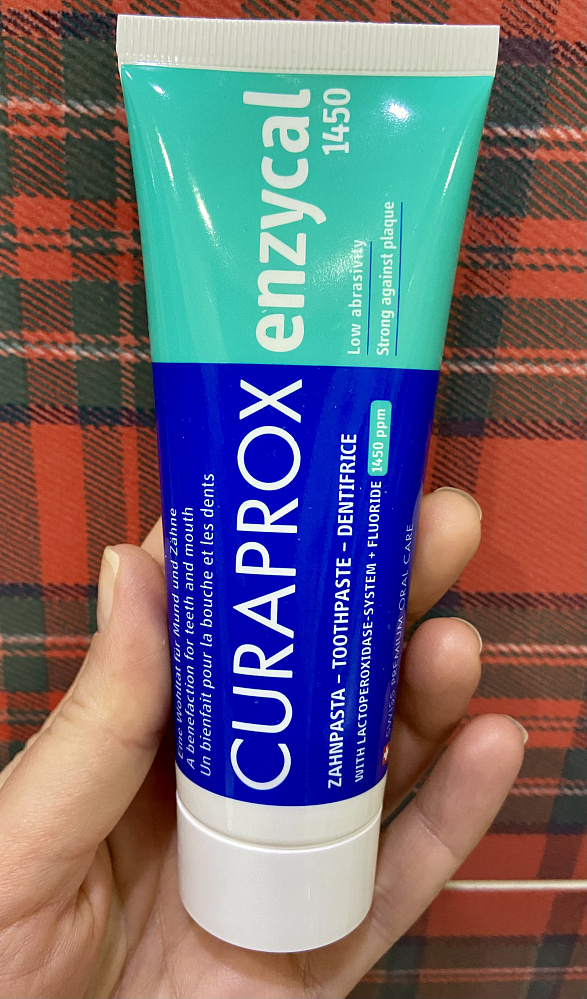 enzycal
1450
Low abrasivity
Strong against plaque
Eine Wohltat für Mund und Zähne
A benefaction for teeth and mouth
Un bienfait pour la bouche et les dents
CURAPROX
ZAHNPASTA – TOOTHPASTE – DENTIFRICE
WITH LACTOPEROXIDASE-SYSTEM + FLUORIDE 1450 ppm
SWISS PREMIUM ORAL CARE